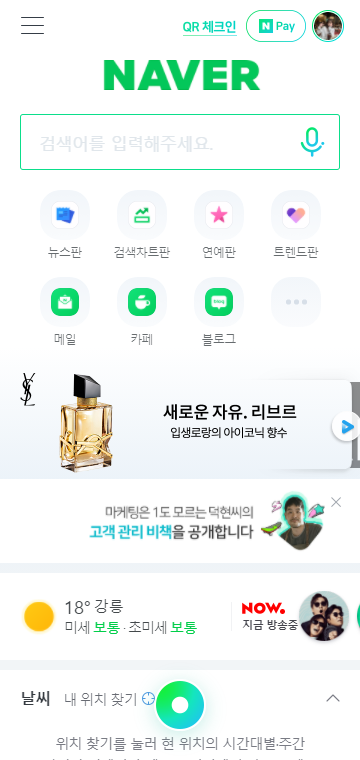 QR 체크인
N Pay
NAVER
검색어를 입력해주세요.
뉴스판 검색차트판 연예판 트렌드판
메일 카페 블로그
YSL
새로운 자유. 리브르
입생로랑의 아이코닉 향수
마케팅은 1도 모르는 덕현씨의
고객 관리 비책을 공개합니다
18° 강릉
미세 보통 · 초미세 보통
NOW.
지금 방송중
날씨 내 위치 찾기
위치 찾기를 눌러 현 위치의 시간대별·주간